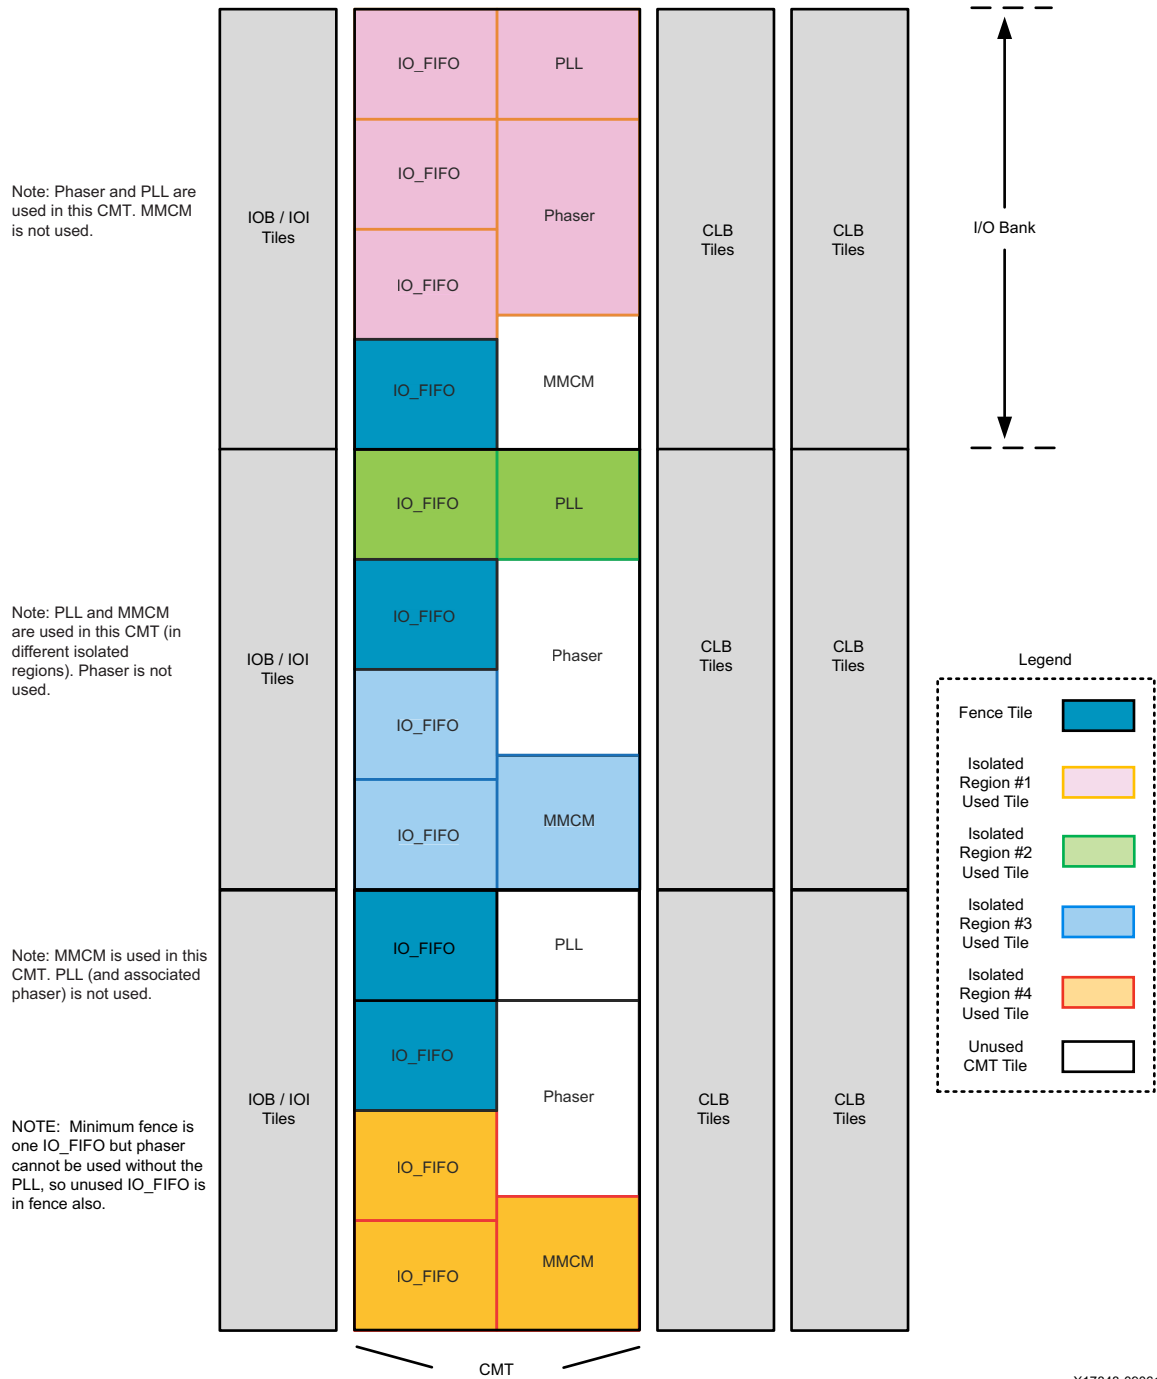 IO_FIFO
PLL
IO_FIFO
Note: Phaser and PLL are
used in this CMT. MMCM
is not used.
IOB / IOI
Tiles
Phaser
CLB
Tiles
CLB
Tiles
I/O Bank
IO_FIFO
IO_FIFO
MMCM
IO_FIFO
PLL
IO_FIFO
Note: PLL and MMCM
are used in this CMT (in
different isolated
regions). Phaser is not
used.
IOB / IOI
Tiles
Phaser
CLB
Tiles
CLB
Tiles
IO_FIFO
IO_FIFO
MMCM
Legend
Fence Tile
Isolated
Region #1
Used Tile
Isolated
Region #2
Used Tile
Isolated
Region #3
Used Tile
Isolated
Region #4
Used Tile
Unused
CMT Tile
Note: MMCM is used in this
CMT. PLL (and associated
phaser) is not used.
IO_FIFO
PLL
IO_FIFO
IOB / IOI
Tiles
Phaser
CLB
Tiles
CLB
Tiles
NOTE: Minimum fence is
one IO_FIFO but phaser
cannot be used without the
PLL, so unused IO_FIFO is
in fence also.
IO_FIFO
IO_FIFO
MMCM
CMT